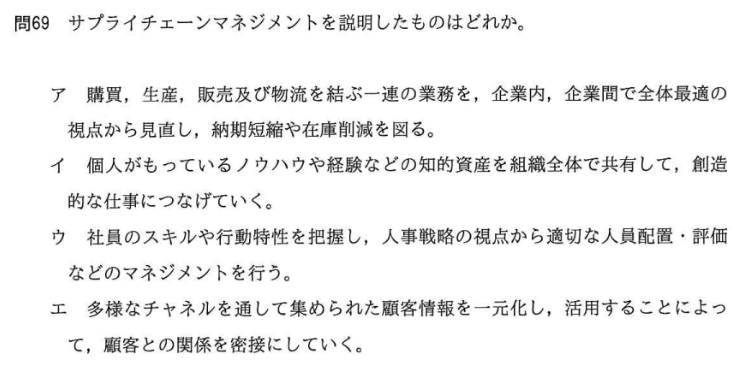 問69 サプライチェーンマネジメントを説明したものはどれか。
ア 購買，生産，販売及び物流を結ぶ一連の業務を，企業内，企業間で全体最適の
視点から見直し，納期短縮や在庫削減を図る。
イ 個人がもっているノウハウや経験などの知的資産を組織全体で共有して，創造
的な仕事につなげていく。
ウ 社員のスキルや行動特性を把握し，人事戦略の視点から適切な人員配置・評価
などのマネジメントを行う。
エ 多様なチャネルを通して集められた顧客情報を一元化し，活用することによっ
て，顧客との関係を密接にしていく。